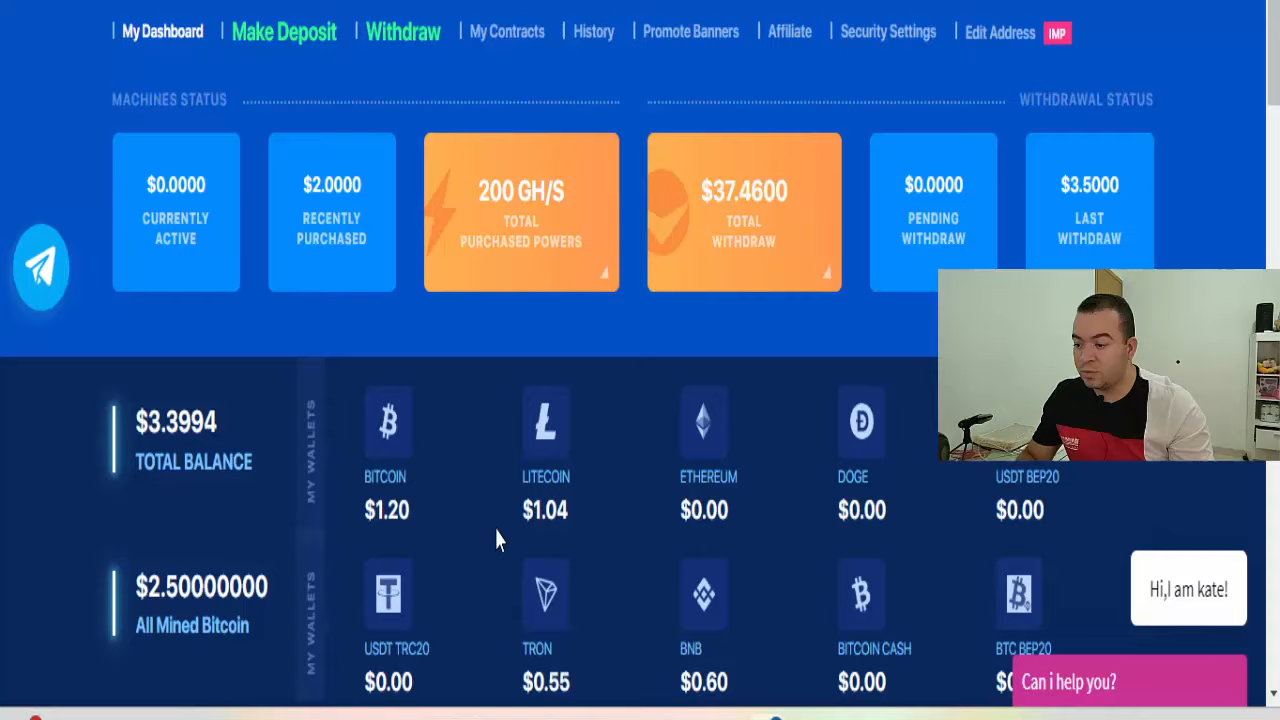 My Dashboard Make Deposit Withdraw My Contracts History Promote Banners Affiliate Security Settings Edit Address IMP
MACHINES STATUS WITHDRAWAL STATUS
$0.0000
CURRENTLY
ACTIVE
$2.0000
RECENTLY
PURCHASED
200 GH/S
TOTAL
PURCHASED POWERS
$37.4600
TOTAL
WITHDRAW
$0.0000
PENDING
WITHDRAW
$3.5000
LAST
WITHDRAW
$3.3994
TOTAL BALANCE
MY WALLETS
BITCOIN
$1.20
LITECOIN
$1.04
ETHEREUM
$0.00
DOGE
$0.00
USDT BEP20
$0.00
$2.50000000
All Mined Bitcoin
MY WALLETS
USDT TRC20
$0.00
TRON
$0.55
BNB
$0.60
BITCOIN CASH
$0.00
BTC BEP20
Hi,I am kate!
Can i help you?